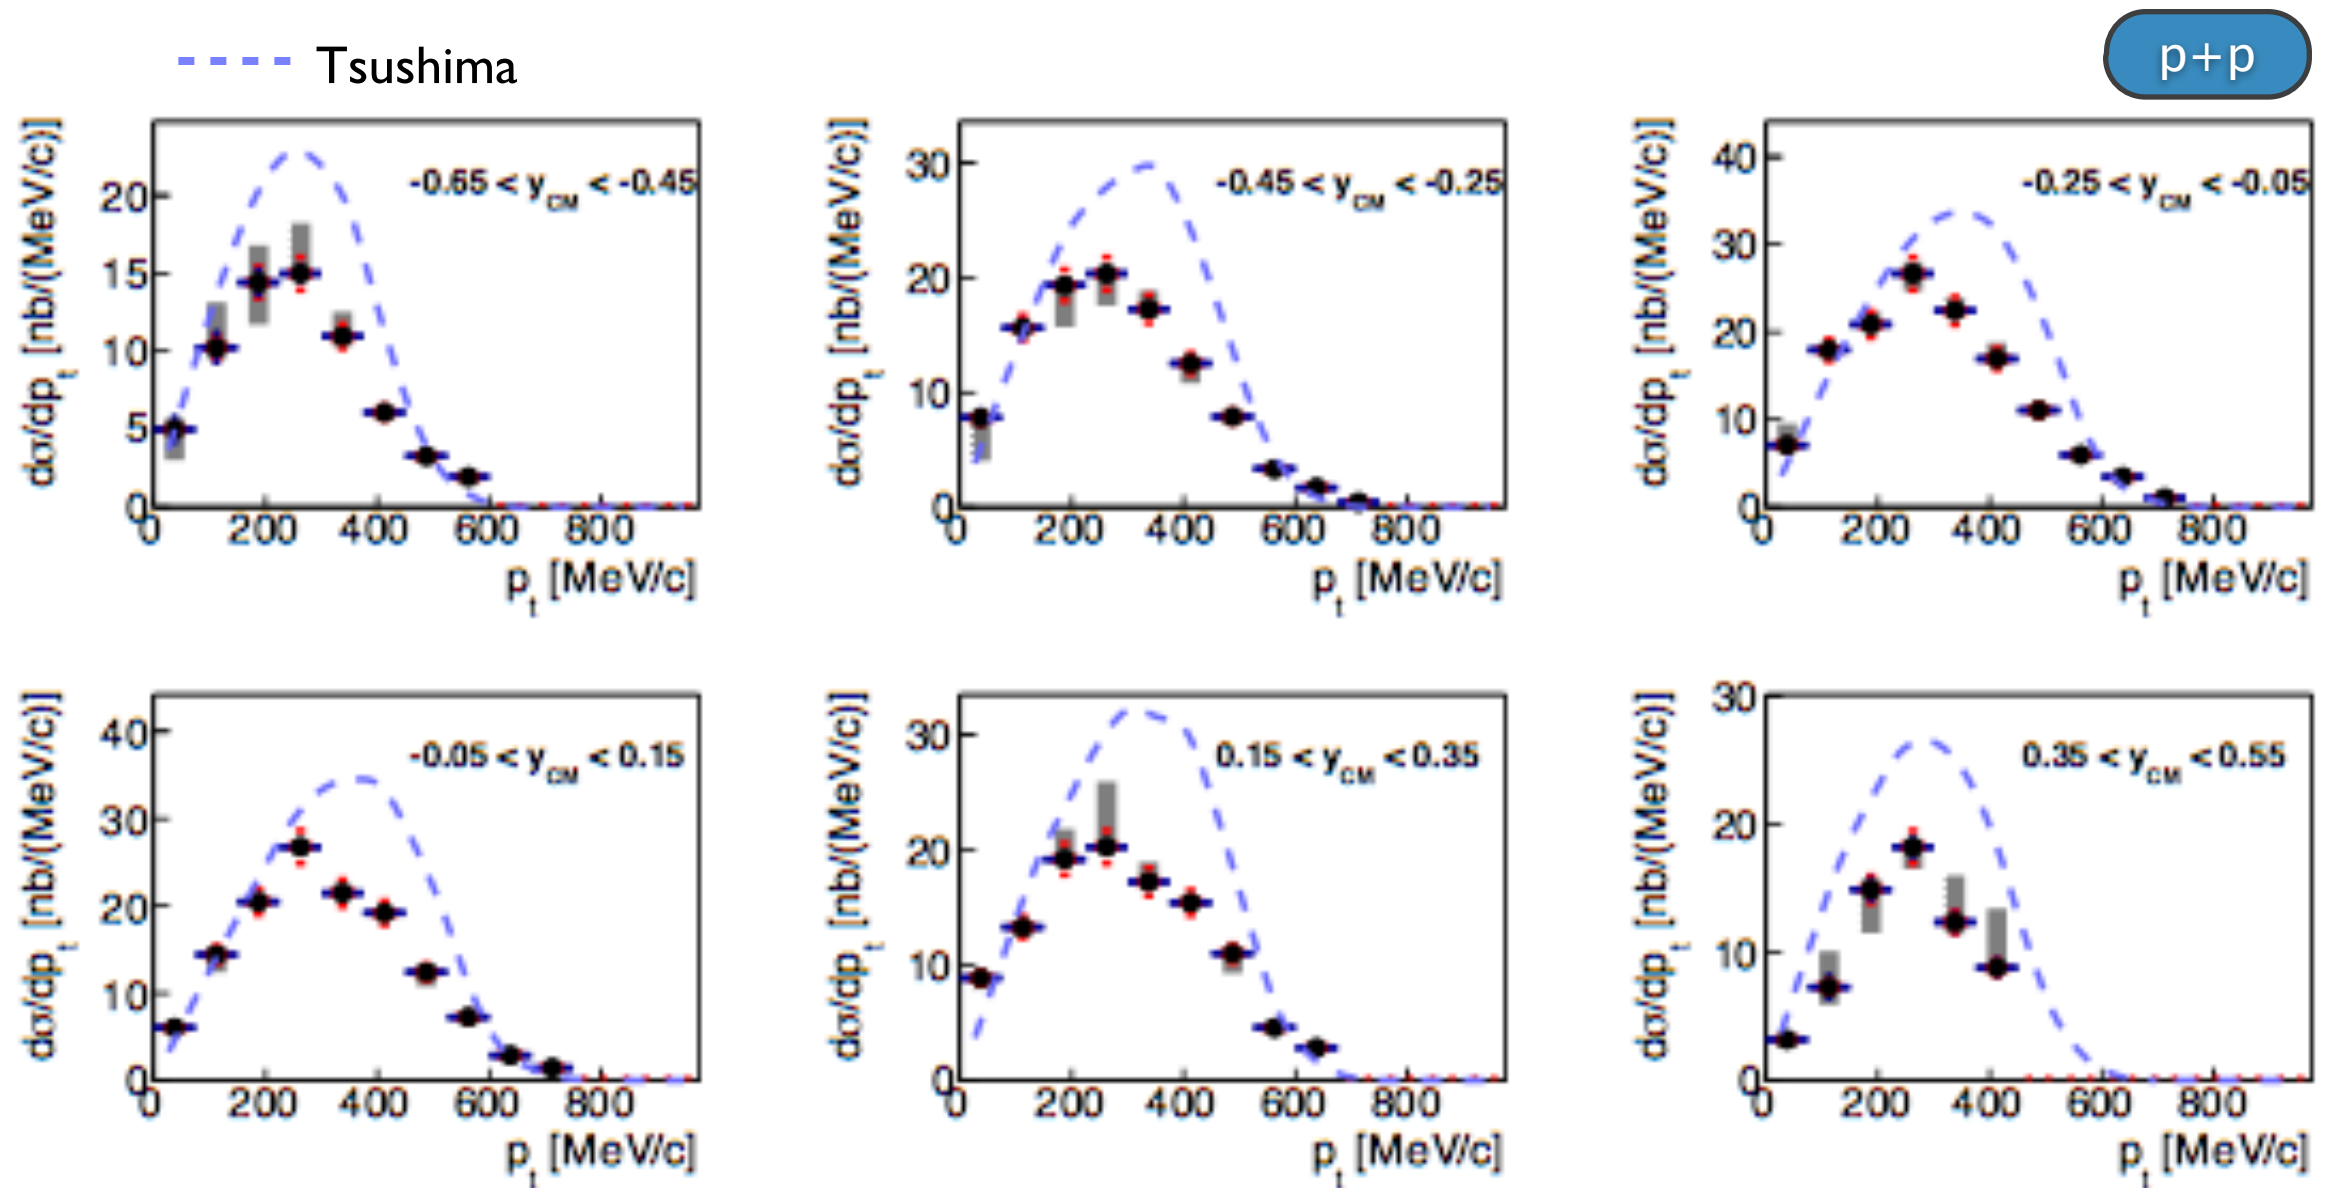 Tsushima
p+p
dσ/dp_t [nb/(MeV/c)]
-0.65 < y_CM < -0.45
20
15
10
5
0
0 200 400 600 800
p_t [MeV/c]
dσ/dp_t [nb/(MeV/c)]
-0.45 < y_CM < -0.25
30
20
10
0
0 200 400 600 800
p_t [MeV/c]
dσ/dp_t [nb/(MeV/c)]
-0.25 < y_CM < -0.05
40
30
20
10
0
0 200 400 600 800
p_t [MeV/c]
dσ/dp_t [nb/(MeV/c)]
-0.05 < y_CM < 0.15
40
30
20
10
0
0 200 400 600 800
p_t [MeV/c]
dσ/dp_t [nb/(MeV/c)]
0.15 < y_CM < 0.35
30
20
10
0
0 200 400 600 800
p_t [MeV/c]
dσ/dp_t [nb/(MeV/c)]
0.35 < y_CM < 0.55
30
20
10
0
0 200 400 600 800
p_t [MeV/c]